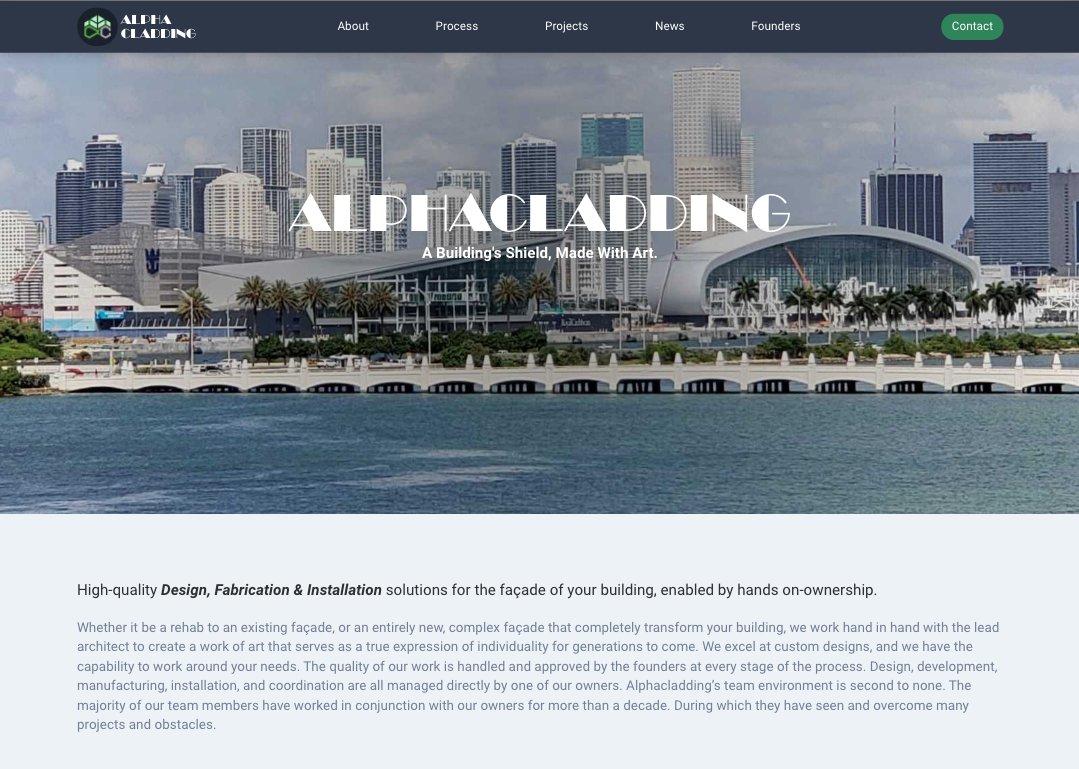 ALPHA
CLADDING
About
Process
Projects
News
Founders
Contact
ALPHACLADDING
A Building's Shield, Made With Art.
High-quality Design, Fabrication & Installation solutions for the façade of your building, enabled by hands on-ownership.
Whether it be a rehab to an existing façade, or an entirely new, complex façade that completely transform your building, we work hand in hand with the lead
architect to create a work of art that serves as a true expression of individuality for generations to come. We excel at custom designs, and we have the
capability to work around your needs. The quality of our work is handled and approved by the founders at every stage of the process. Design, development,
manufacturing, installation, and coordination are all managed directly by one of our owners. Alphacladding’s team environment is second to none. The
majority of our team members have worked in conjunction with our owners for more than a decade. During which they have seen and overcome many
projects and obstacles.